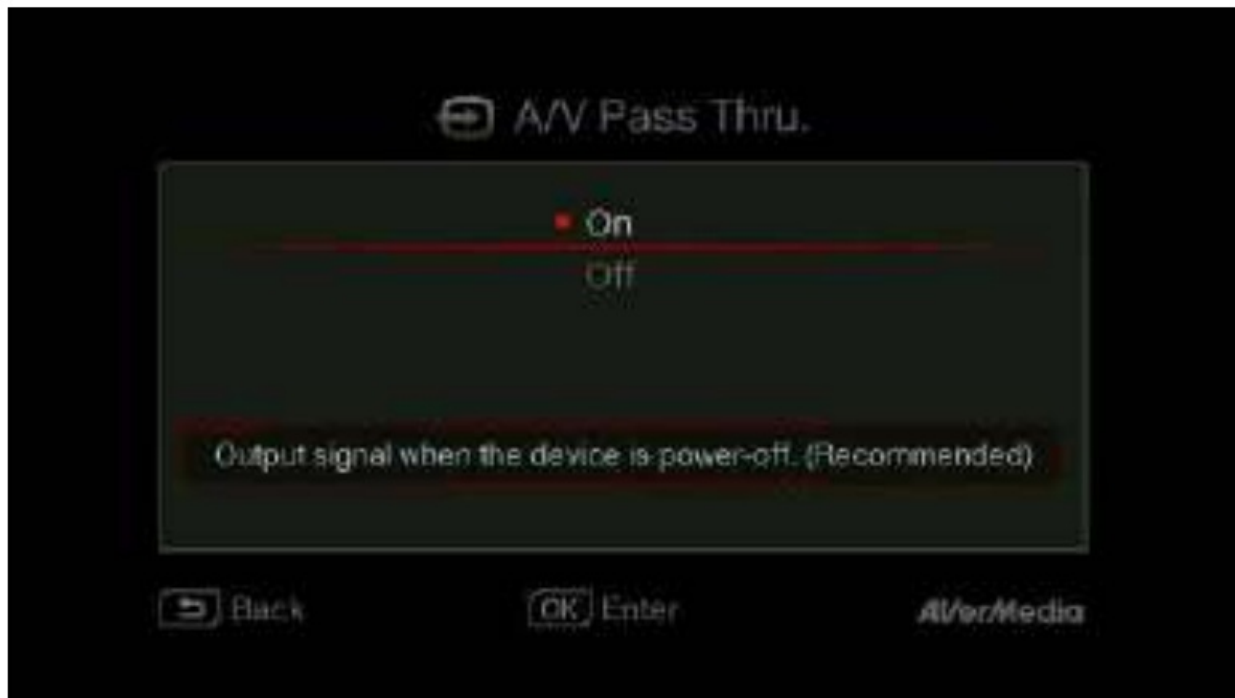 A/V Pass Thru.
On
Off
Output signal when the device is power-off. (Recommended)
Back
OK Enter
AVerMedia